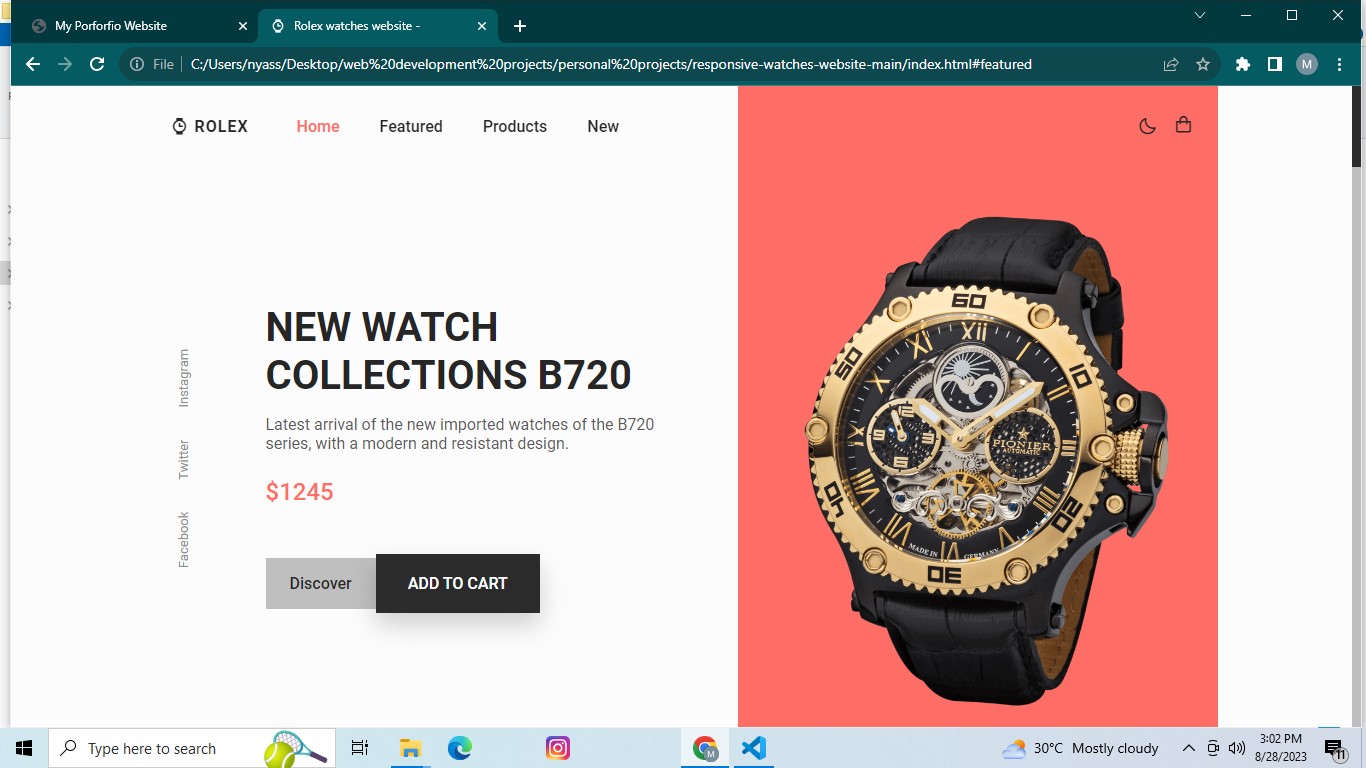 My Porforfio Website
Rolex watches website -
File
C:/Users/nyass/Desktop/web%20development%20projects/personal%20projects/responsive-watches-website-main/index.html#featured
M
ROLEX
Home
Featured
Products
New
NEW WATCH
COLLECTIONS B720
Latest arrival of the new imported watches of the B720
series, with a modern and resistant design.
$1245
Discover
ADD TO CART
Instagram
Twitter
Facebook
60
10
20
30
40
50
XII
PIONIER
AUTOMATIC
12
3
6
9
MADE IN
GERMANY
Type here to search
M
30°C Mostly cloudy
3:02 PM
8/28/2023
11